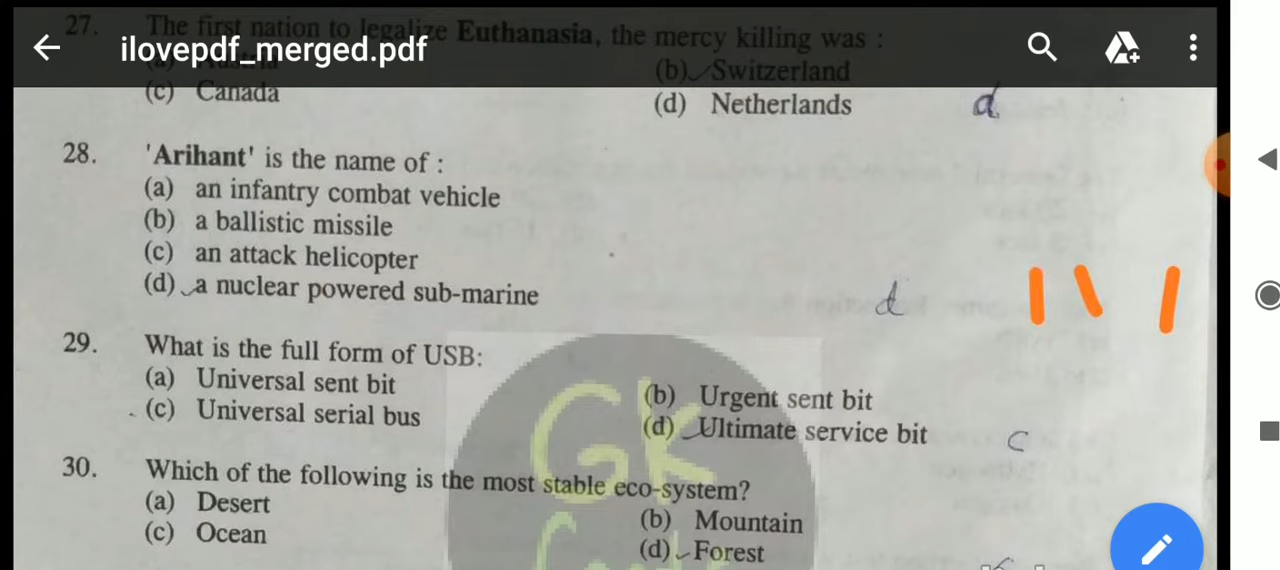 27. The first nation to legalize Euthanasia, the mercy killing was :
ilovepdf_merged.pdf
(a) Austria
(b) Switzerland
(c) Canada
(d) Netherlands d
28. 'Arihant' is the name of :
(a) an infantry combat vehicle
(b) a ballistic missile
(c) an attack helicopter
(d) a nuclear powered sub-marine d
29. What is the full form of USB:
(a) Universal sent bit
(b) Urgent sent bit
(c) Universal serial bus
(d) Ultimate service bit c
30. Which of the following is the most stable eco-system?
(a) Desert
(b) Mountain
(c) Ocean
(d) Forest
GK